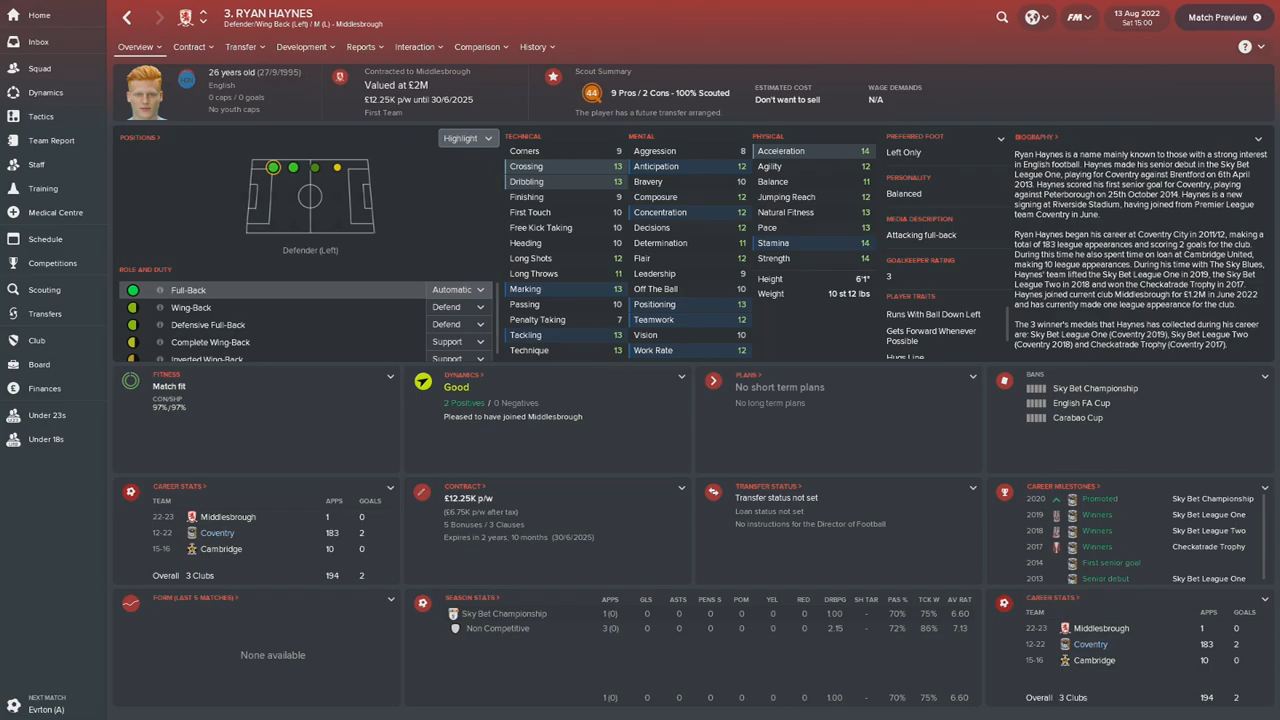 Home
Inbox
Squad
Dynamics
Tactics
Team Report
Staff
Training
Medical Centre
Schedule
Competitions
Scouting
Transfers
Club
Board
Finances
Under 23s
Under 18s
NEXT MATCH
Evrton (A)
3. RYAN HAYNES
Defender/Wing Back (Left) / M (L) - Middlesbrough
FM
13 Aug 2022
Sat 15:00
Match Preview
Overview
Contract
Transfer
Development
Reports
Interaction
Comparison
History
?
26 years old (27/9/1995)
English
0 caps / 0 goals
No youth caps
Contracted to Middlesbrough
Valued at £2M
£12.25K p/w until 30/6/2025
First Team
Scout Summary
44
9 Pros / 2 Cons - 100% Scouted
The player has a future transfer arranged.
ESTIMATED COST
Don't want to sell
WAGE DEMANDS
N/A
POSITIONS >
Highlight
Defender (Left)
ROLE AND DUTY
Full-Back Automatic
Wing-Back Defend
Defensive Full-Back Defend
Complete Wing-Back Support
Inverted Wing-Back Support
TECHNICAL
Corners 9
Crossing 13
Dribbling 13
Finishing 9
First Touch 10
Free Kick Taking 10
Heading 10
Long Shots 12
Long Throws 11
Marking 13
Passing 10
Penalty Taking 7
Tackling 13
Technique 13
MENTAL
Aggression 8
Anticipation 12
Bravery 10
Composure 12
Concentration 12
Decisions 12
Determination 11
Flair 12
Leadership 9
Off The Ball 10
Positioning 13
Teamwork 12
Vision 10
Work Rate 12
PHYSICAL
Acceleration 14
Agility 12
Balance 11
Jumping Reach 12
Natural Fitness 13
Pace 13
Stamina 14
Strength 14
Height 6'1"
Weight 10 st 12 lbs
PREFERRED FOOT
Left Only
PERSONALITY
Balanced
MEDIA DESCRIPTION
Attacking full-back
GOALKEEPER RATING
3
PLAYER TRAITS
Runs With Ball Down Left
Gets Forward Whenever
Possible
Hugs Line
BIOGRAPHY >
Ryan Haynes is a name mainly known to those with a strong interest
in English football. Haynes made his senior debut in the Sky Bet
League One, playing for Coventry against Brentford on 6th April
2013. Haynes scored his first senior goal for Coventry, playing
against Peterborough on 25th October 2014. Haynes is a new
signing at Riverside Stadium, having joined from Premier League
team Coventry in June.
Ryan Haynes began his career at Coventry City in 2011/12, making a
total of 183 league appearances and scoring 2 goals for the club.
During this time he also spent time on loan at Cambridge United,
making 10 league appearances. During his time with The Sky Blues,
Haynes' team lifted the Sky Bet League One in 2019, the Sky Bet
League Two in 2018 and won the Checkatrade Trophy in 2017.
Haynes joined current club Middlesbrough for £1.2M in June 2022
and has currently made one league appearance for the club.
The 3 winner's medals that Haynes has collected during his career
are: Sky Bet League One (Coventry 2019), Sky Bet League Two
(Coventry 2018) and Checkatrade Trophy (Coventry 2017).
FITNESS
Match fit
CON/SHP
97%/97%
DYNAMICS >
Good
2 Positives / 0 Negatives
Pleased to have joined Middlesbrough
PLANS >
No short term plans
No long term plans
BANS
Sky Bet Championship
English FA Cup
Carabao Cup
CAREER STATS >
TEAM APPS GOALS
22-23 Middlesbrough 1 0
12-22 Coventry 183 2
15-16 Cambridge 10 0
Overall 3 Clubs 194 2
CONTRACT >
£12.25K p/w
(£6.75K p/w after tax)
5 Bonuses / 3 Clauses
Expires in 2 years, 10 months (30/6/2025)
TRANSFER STATUS >
Transfer status not set
Loan status not set
No instructions for the Director of Football
CAREER MILESTONES >
2020 Promoted Sky Bet Championship
2019 Winners Sky Bet League One
2018 Winners Sky Bet League Two
2017 Winners Checkatrade Trophy
2014 First senior goal
2013 Senior debut Sky Bet League One
FORM (LAST 5 MATCHES) >
None available
SEASON STATS > APPS GLS ASTS PENS S POM YEL RED DRBPG SH TAR PAS % TCK W AV RAT
Sky Bet Championship 1 (0) 0 0 0 0 0 0 1.00 - 70% 75% 6.60
Non Competitive 3 (0) 0 0 0 0 0 0 2.15 - 72% 86% 7.13
1 (0) 0 0 0 0 0 0 1.00 - 70% 75% 6.60
CAREER STATS >
TEAM APPS GOALS
22-23 Middlesbrough 1 0
12-22 Coventry 183 2
15-16 Cambridge 10 0
Overall 3 Clubs 194 2